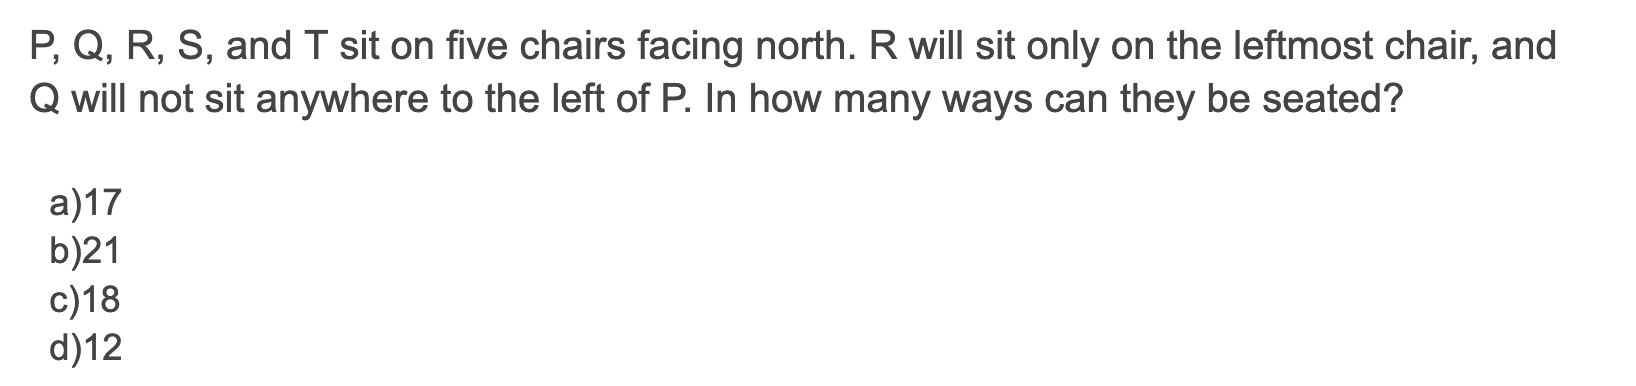 P, Q, R, S, and T sit on five chairs facing north. R will sit only on the leftmost chair, and
Q will not sit anywhere to the left of P. In how many ways can they be seated?
a)17
b)21
c)18
d)12